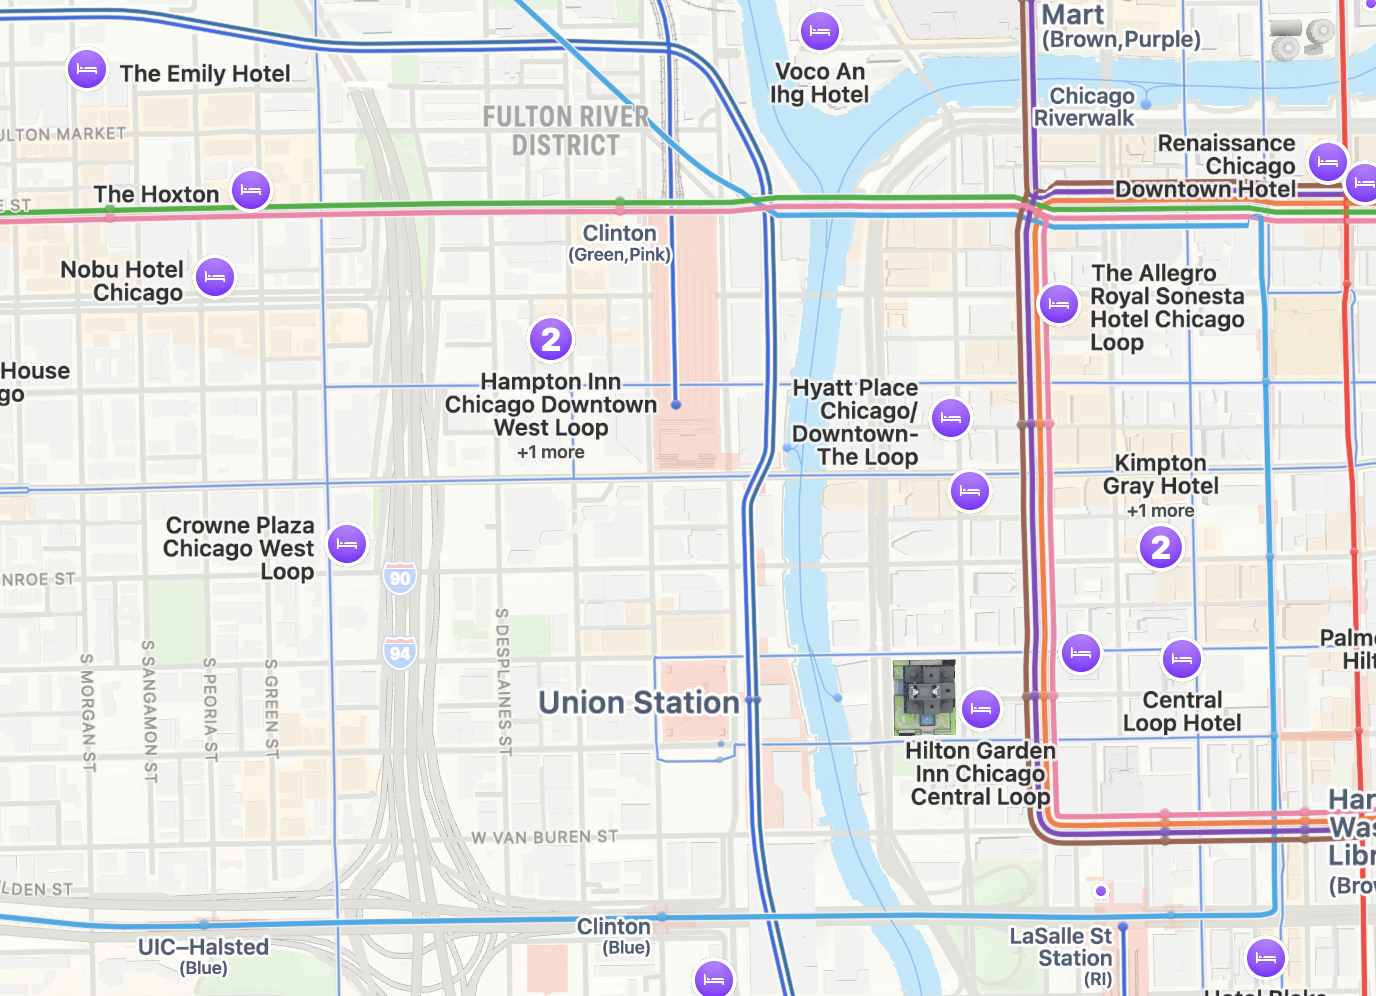 Mart
(Brown,Purple)
The Emily Hotel
Voco An
Ihg Hotel
Chicago
Riverwalk
FULTON RIVER
DISTRICT
ULTON MARKET
Renaissance
Chicago
Downtown Hotel
The Hoxton
E ST
Clinton
(Green,Pink)
Nobu Hotel
Chicago
The Allegro
Royal Sonesta
Hotel Chicago
Loop
2
House
go
Hampton Inn
Chicago Downtown
West Loop
+1 more
Hyatt Place
Chicago/
Downtown-
The Loop
Kimpton
Gray Hotel
+1 more
2
Crowne Plaza
Chicago West
Loop
NROE ST
90
94
S MORGAN ST
S SANGAMON ST
S PEORIA ST
S GREEN ST
S DESPLAINES ST
Palm
Hilt
Union Station
Central
Loop Hotel
Hilton Garden
Inn Chicago
Central Loop
W VAN BUREN ST
Har
Was
Libr
(Bro
LDEN ST
UIC–Halsted
(Blue)
Clinton
(Blue)
LaSalle St
Station
(RI)
Hotel Blake